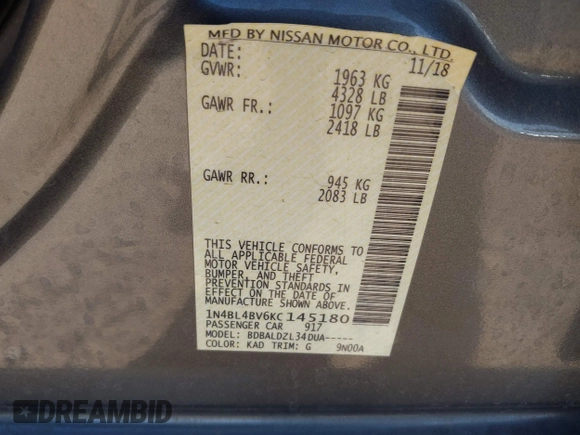 MFD BY NISSAN MOTOR CO., LTD.
DATE: 11/18
GVWR: 1963 KG
4328 LB
GAWR FR.: 1097 KG
2418 LB
GAWR RR.: 945 KG
2083 LB
THIS VEHICLE CONFORMS TO
ALL APPLICABLE FEDERAL
MOTOR VEHICLE SAFETY,
BUMPER, AND THEFT
PREVENTION STANDARDS IN
EFFECT ON THE DATE OF
MANUFACTURE SHOWN ABOVE.
1N4BL4BV6KC145180
PASSENGER CAR 917
MODEL: BDBALDZL34DUA-----
COLOR: KAD TRIM: G 9N00A
DREAMBID